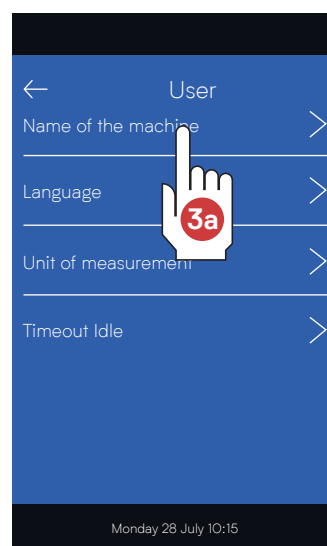 User
Name of the machine
Language
3a
Unit of measurement
Timeout Idle
Monday 28 July 10:15